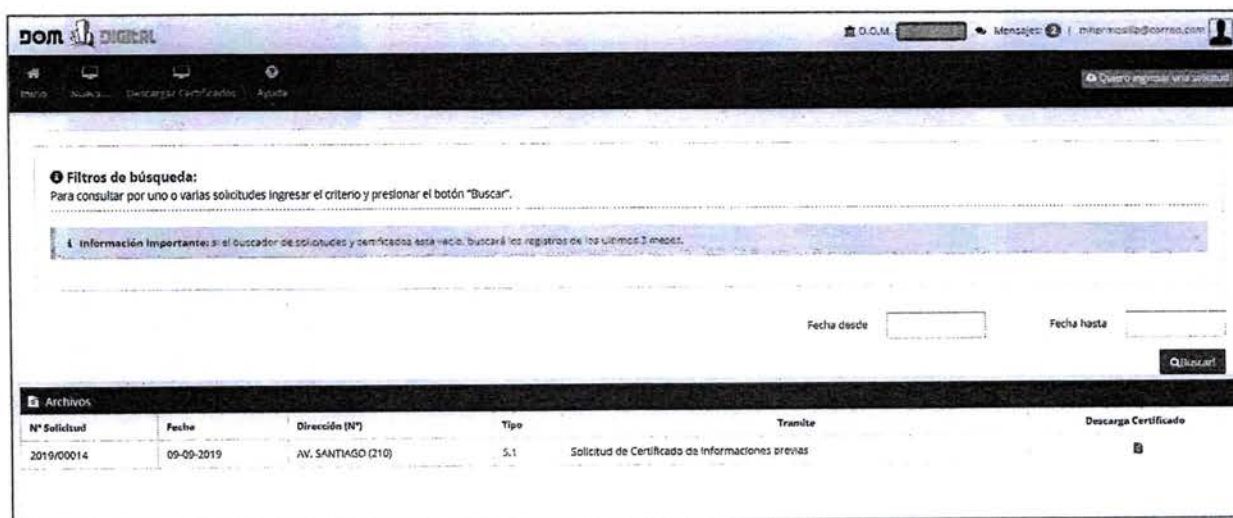 DOM DIGITAL
D.O.M. Mensajes 2
Inicio Nueva... Descargar Certificados Ayuda Quiero ingresar una solicitud
Filtros de búsqueda:
Para consultar por uno o varias solicitudes ingresar el criterio y presionar el botón "Buscar".
Información importante: si el buscador de solicitudes y certificados esta vacio, buscará los registros de los ultimos 3 meses.
Fecha desde Fecha hasta
Buscar!
Archivos
N° Solicitud Fecha Dirección (N°) Tipo Tramite Descarga Certificado
2019/00014 09-09-2019 AV. SANTIAGO (210) 5.1 Solicitud de Certificado de Informaciones previas